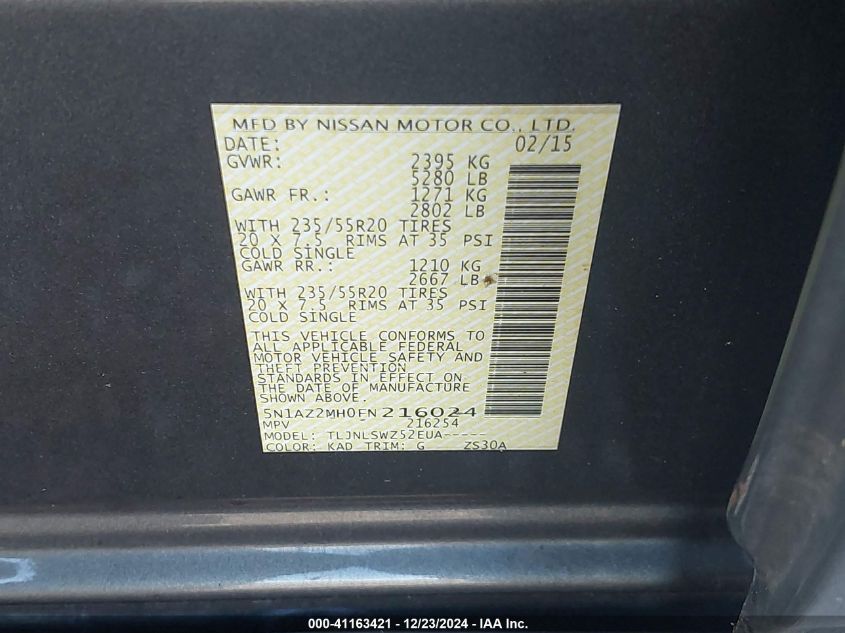 MFD BY NISSAN MOTOR CO., LTD.
DATE: 02/15
GVWR: 2395 KG
5280 LB
GAWR FR.: 1271 KG
2802 LB
WITH 235/55R20 TIRES
20 X 7.5 RIMS AT 35 PSI
COLD SINGLE
GAWR RR.: 1210 KG
2667 LB
WITH 235/55R20 TIRES
20 X 7.5 RIMS AT 35 PSI
COLD SINGLE
THIS VEHICLE CONFORMS TO
ALL APPLICABLE FEDERAL
MOTOR VEHICLE SAFETY AND
THEFT PREVENTION
STANDARDS IN EFFECT ON
THE DATE OF MANUFACTURE
SHOWN ABOVE.
5N1AZ2MH0FN216024
MPV 216254
MODEL: TLJNLSWZ52EUA-----
COLOR: KAD TRIM: G ZS30A
000-41163421 - 12/23/2024 - IAA Inc.